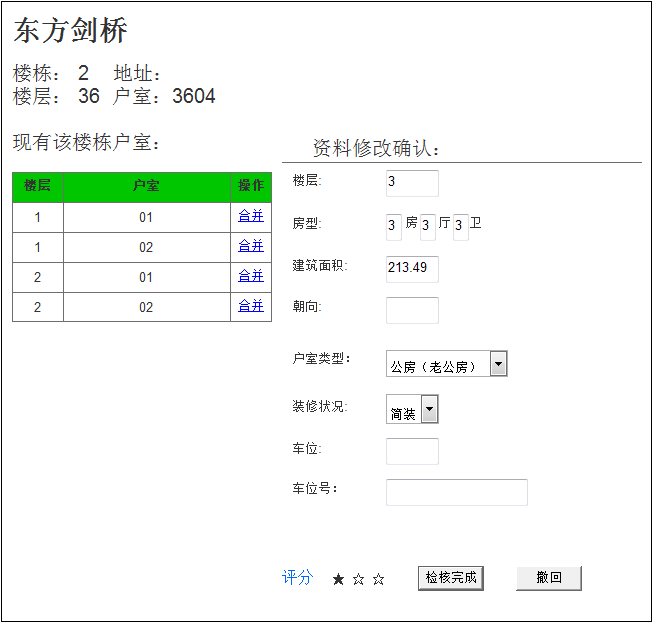 东方剑桥
楼栋： 2 地址：
楼层： 36 户室：3604
现有该楼栋户室：
楼层 户室 操作
1 01 合并
1 02 合并
2 01 合并
2 02 合并
资料修改确认：
楼层: 3
房型: 3 房 3 厅 3 卫
建筑面积: 213.49
朝向:
户室类型： 公房（老公房）
装修状况: 简装
车位:
车位号：
评分 ★ ☆ ☆ 检核完成 撤回